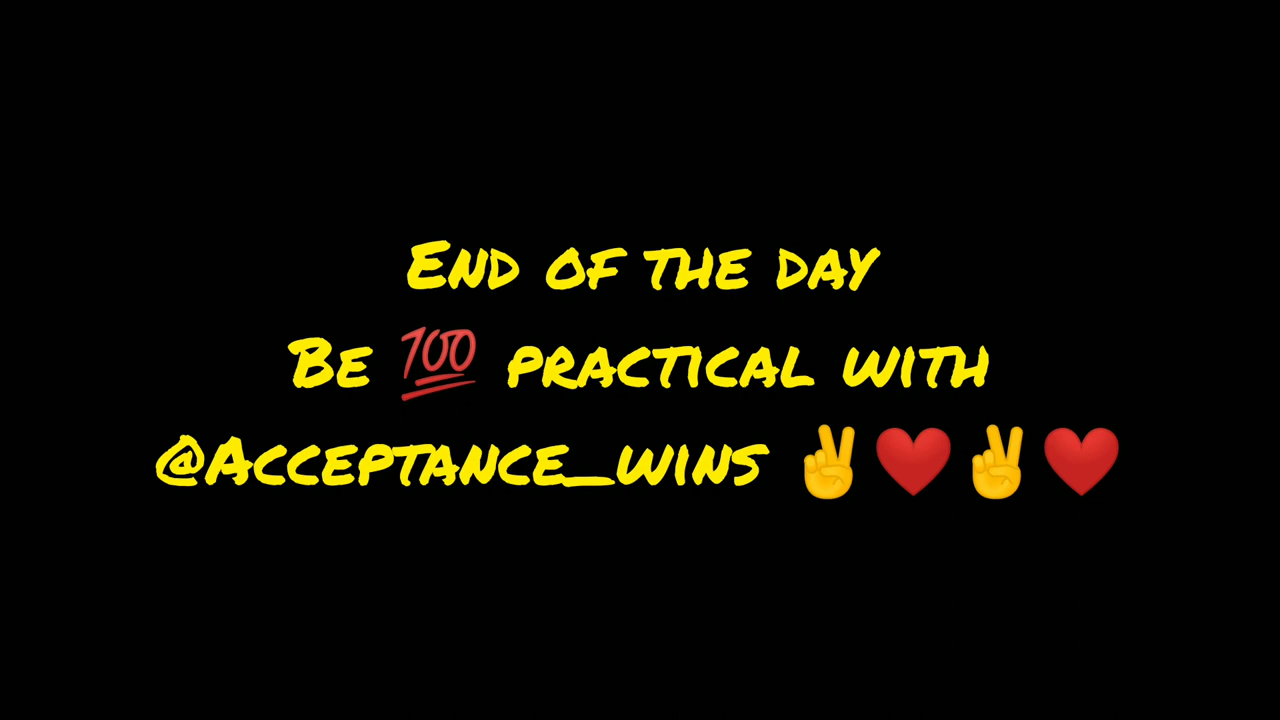 End of the day
Be 💯 practical with
@Acceptance_wins ✌️❤️✌️❤️